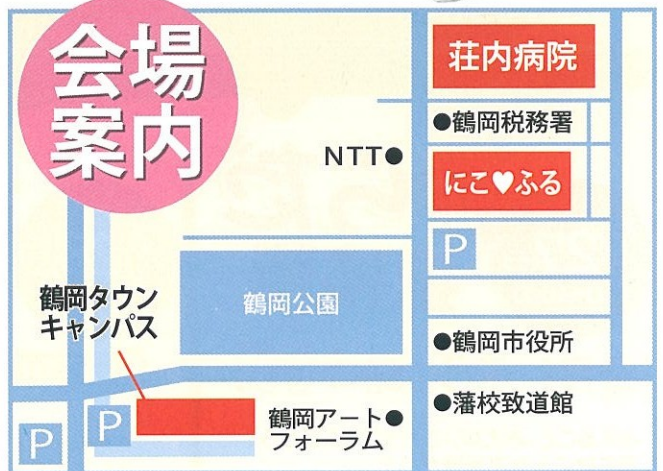 会場
案内
荘内病院
●鶴岡税務署
NTT●
にこ♥ふる
P
鶴岡タウン
キャンパス
鶴岡公園
●鶴岡市役所
P
P
鶴岡アート●
フォーラム
●藩校致道館